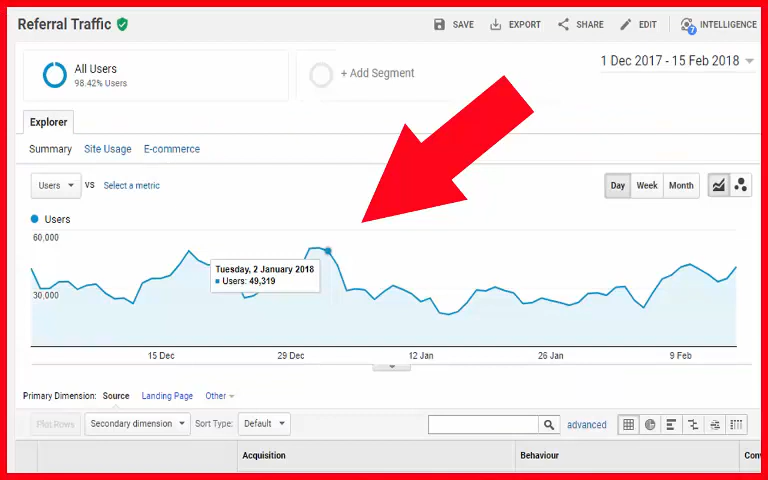 Referral Traffic
SAVE EXPORT SHARE EDIT INTELLIGENCE
7
All Users
98.42% Users
+ Add Segment
1 Dec 2017 - 15 Feb 2018
Explorer
Summary Site Usage E-commerce
Users VS Select a metric
Day Week Month
Users
60,000
30,000
Tuesday, 2 January 2018
Users: 49,319
15 Dec 29 Dec 12 Jan 26 Jan 9 Feb
Primary Dimension: Source Landing Page Other
Plot Rows Secondary dimension Sort Type: Default advanced
Acquisition Behaviour Con